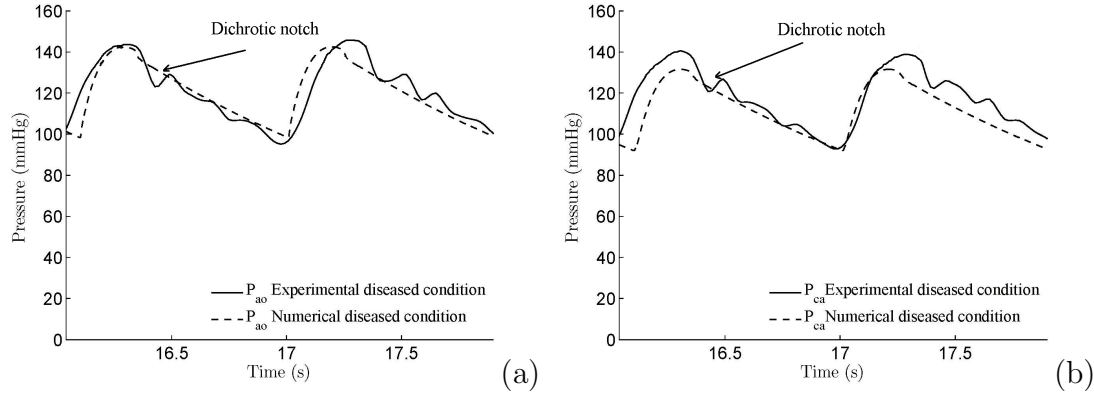 160
140
120
100
80
60
40
20
0
Pressure (mmHg)
Dichrotic notch
P_ao Experimental diseased condition
P_ao Numerical diseased condition
16.5 17 17.5
Time (s)
(a)
160
140
120
100
80
60
40
20
0
Pressure (mmHg)
Dichrotic notch
P_ca Experimental diseased condition
P_ca Numerical diseased condition
16.5 17 17.5
Time (s)
(b)